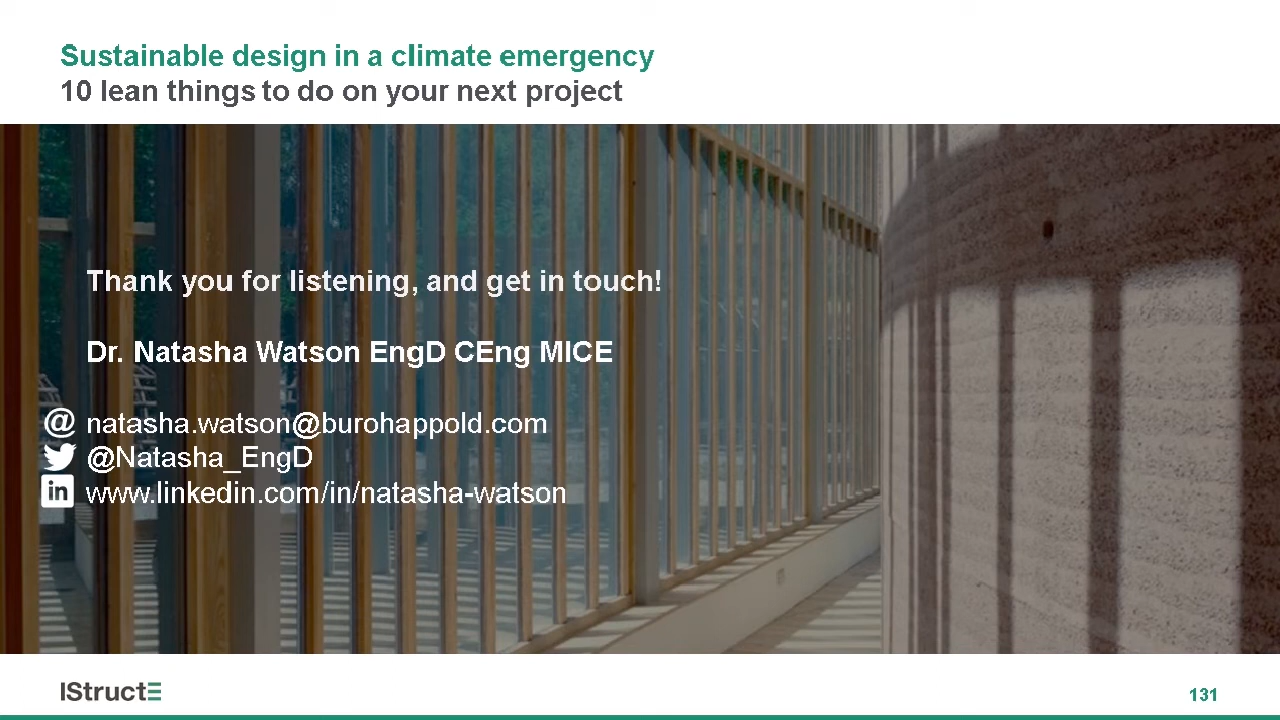 Sustainable design in a climate emergency
10 lean things to do on your next project
Thank you for listening, and get in touch!
Dr. Natasha Watson EngD CEng MICE
@ natasha.watson@burohappold.com
@Natasha_EngD
in www.linkedin.com/in/natasha-watson
IStructE
131